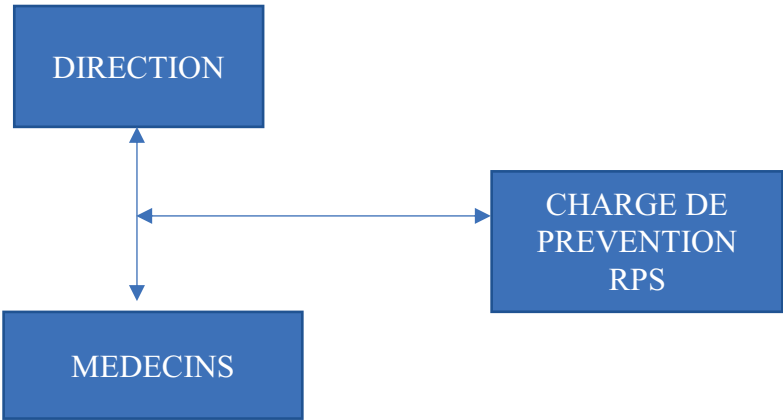 DIRECTION
CHARGE DE
PREVENTION
RPS
MEDECINS